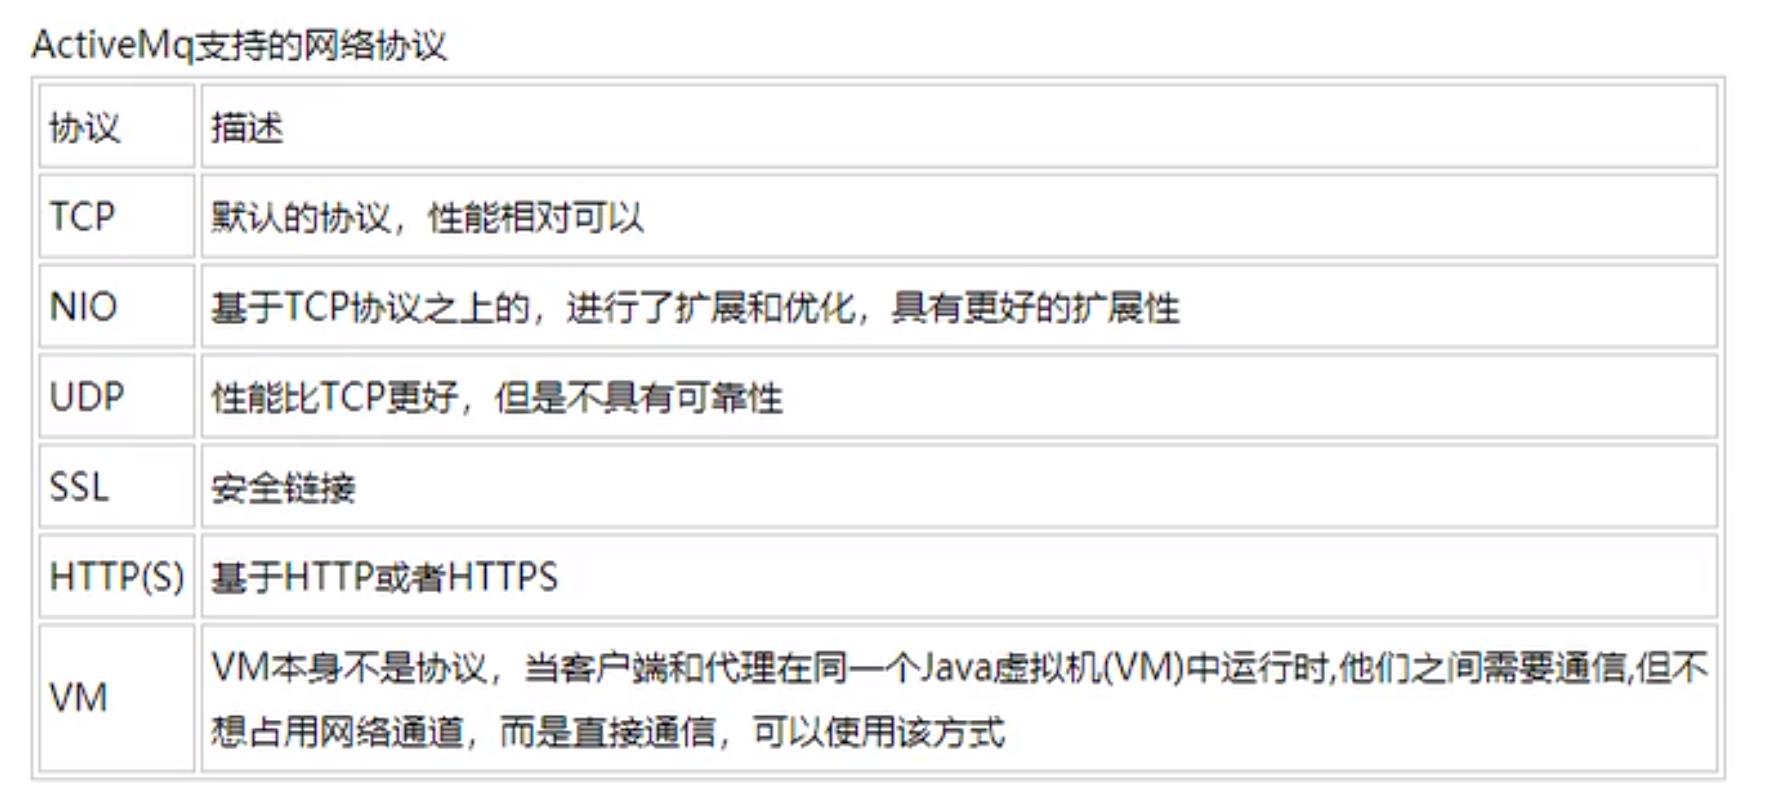 ActiveMq支持的网络协议
协议 描述
TCP 默认的协议，性能相对可以
NIO 基于TCP协议之上的，进行了扩展和优化，具有更好的扩展性
UDP 性能比TCP更好，但是不具有可靠性
SSL 安全链接
HTTP(S) 基于HTTP或者HTTPS
VM VM本身不是协议，当客户端和代理在同一个Java虚拟机(VM)中运行时,他们之间需要通信,但不
想占用网络通道，而是直接通信，可以使用该方式